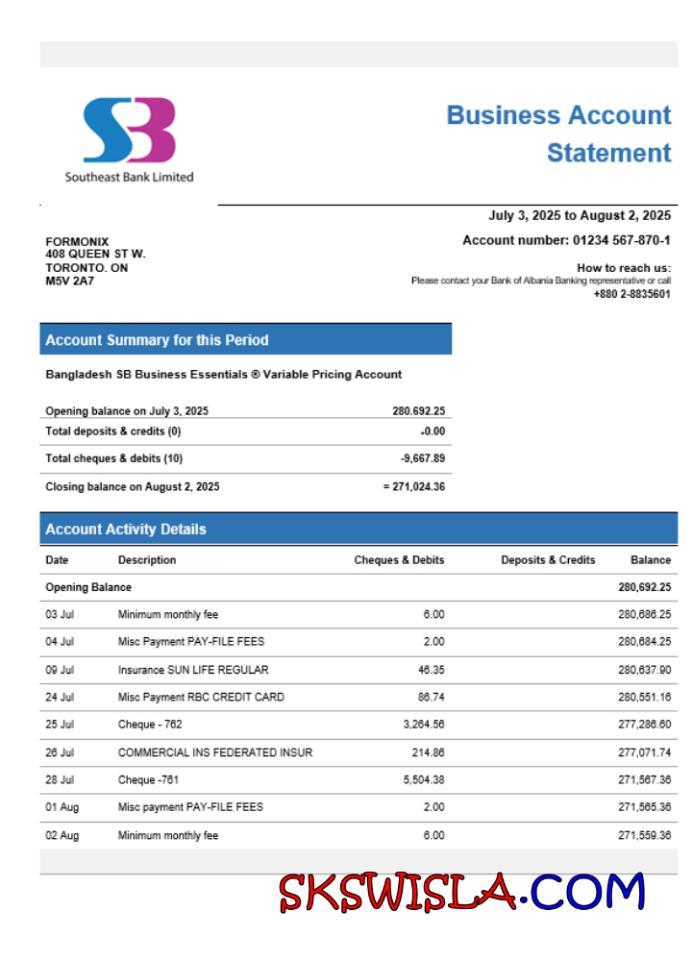 SB
Southeast Bank Limited
Business Account
Statement
July 3, 2025 to August 2, 2025
Account number: 01234 567-870-1
FORMONIX
408 QUEEN ST W.
TORONTO. ON
M5V 2A7
How to reach us:
Please contact your Bank of Albania Banking representative or call
+880 2-8835601
Account Summary for this Period
Bangladesh SB Business Essentials ® Variable Pricing Account
Opening balance on July 3, 2025 280.692.25
Total deposits & credits (0) -0.00
Total cheques & debits (10) -9,667.89
Closing balance on August 2, 2025 = 271,024.36
Account Activity Details
Date Description Cheques & Debits Deposits & Credits Balance
Opening Balance 280,692.25
03 Jul Minimum monthly fee 6.00 280,686.25
04 Jul Misc Payment PAY-FILE FEES 2.00 280,684.25
09 Jul Insurance SUN LIFE REGULAR 46.35 280,637.90
24 Jul Misc Payment RBC CREDIT CARD 86.74 280,551.16
25 Jul Cheque - 762 3,264.56 277,286.60
26 Jul COMMERCIAL INS FEDERATED INSUR 214.86 277,071.74
28 Jul Cheque -761 5,504.38 271,567.36
01 Aug Misc payment PAY-FILE FEES 2.00 271,565.36
02 Aug Minimum monthly fee 6.00 271,559.36
SKSWISLA.COM